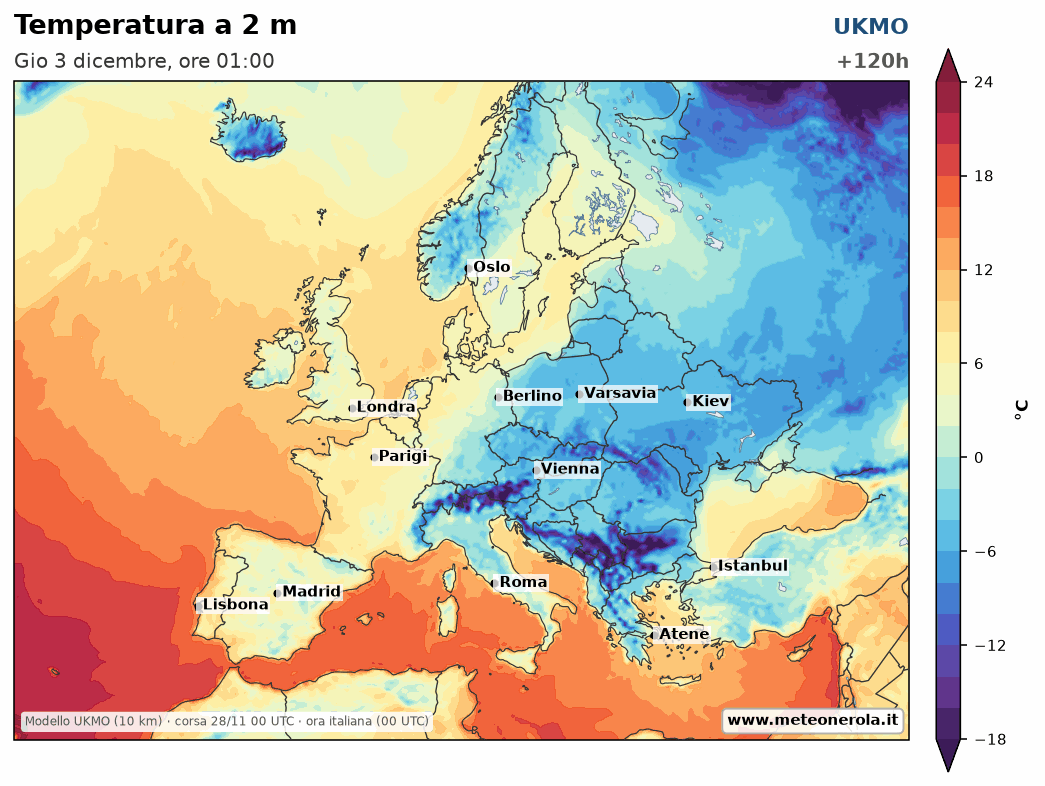 Temperatura a 2 m
UKMO
Gio 3 dicembre, ore 01:00
+120h
24
18
12
6
0
−6
−12
−18
°C
Oslo
Londra
Berlino
Varsavia
Kiev
Parigi
Vienna
Istanbul
Roma
Madrid
Lisbona
Atene
Modello UKMO (10 km) · corsa 28/11 00 UTC · ora italiana (00 UTC)
www.meteonerola.it